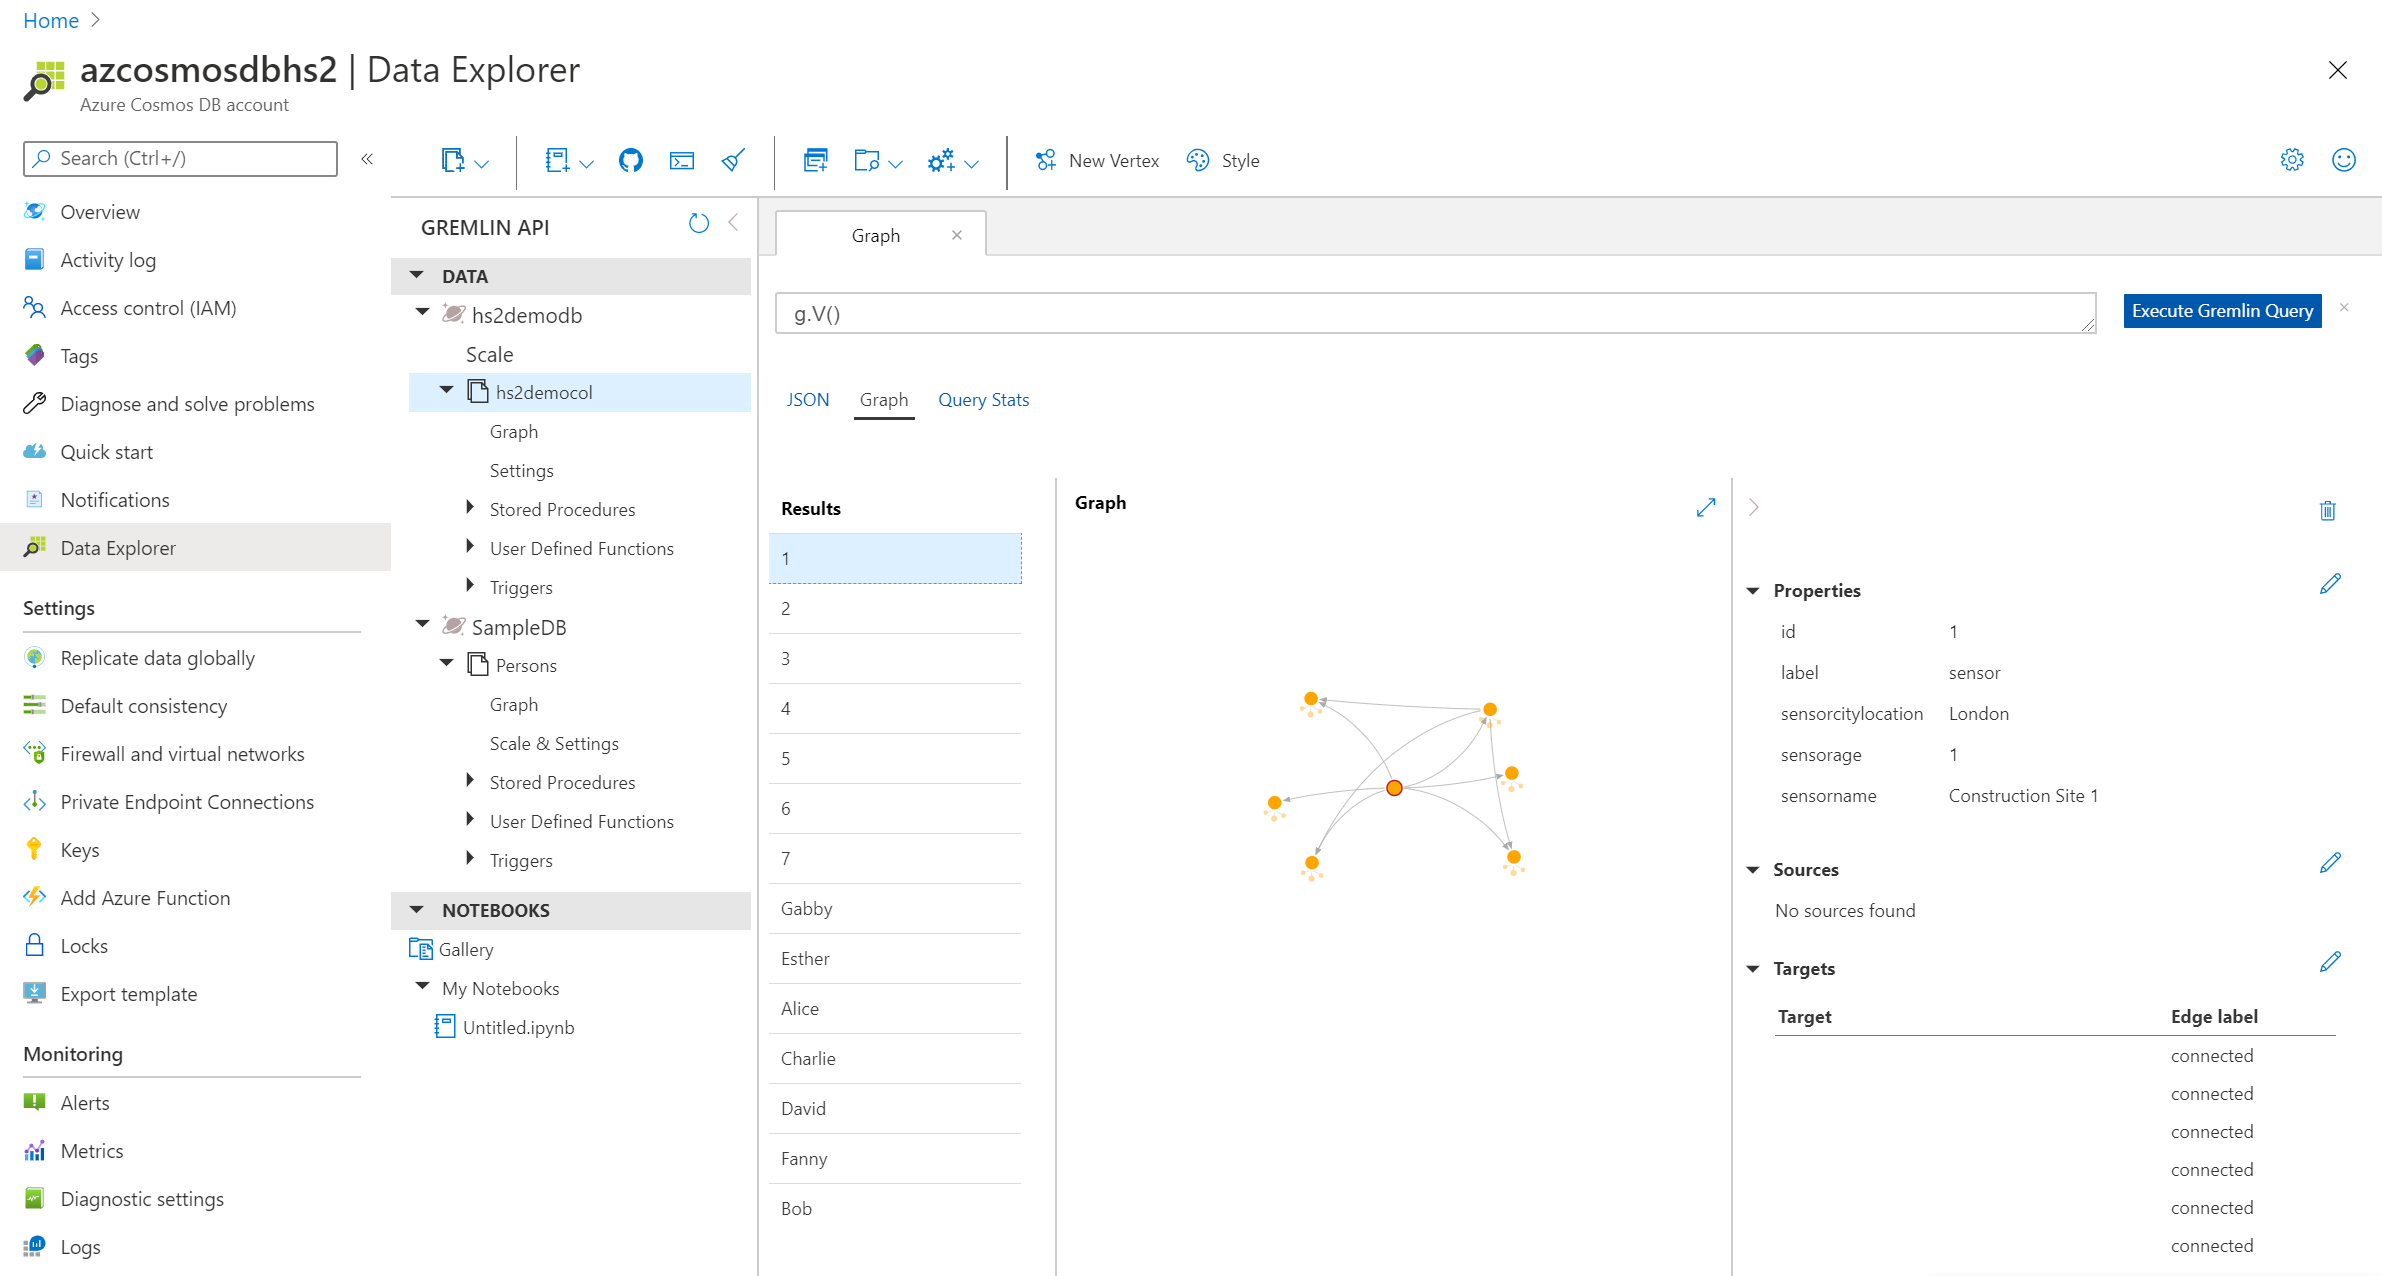 Home
azcosmosdbhs2 | Data Explorer
Azure Cosmos DB account
Search (Ctrl+/)
«
Overview
Activity log
Access control (IAM)
Tags
Diagnose and solve problems
Quick start
Notifications
Data Explorer
Settings
Replicate data globally
Default consistency
Firewall and virtual networks
Private Endpoint Connections
Keys
Add Azure Function
Locks
Export template
Monitoring
Alerts
Metrics
Diagnostic settings
Logs
New Vertex
Style
GREMLIN API
DATA
hs2demodb
Scale
hs2democol
Graph
Settings
Stored Procedures
User Defined Functions
Triggers
SampleDB
Persons
Graph
Scale & Settings
Stored Procedures
User Defined Functions
Triggers
NOTEBOOKS
Gallery
My Notebooks
Untitled.ipynb
Graph
g.V()
Execute Gremlin Query
JSON Graph Query Stats
Results
1
2
3
4
5
6
7
Gabby
Esther
Alice
Charlie
David
Fanny
Bob
Graph
Properties
id 1
label sensor
sensorcitylocation London
sensorage 1
sensorname Construction Site 1
Sources
No sources found
Targets
Target Edge label
connected
connected
connected
connected
connected
connected